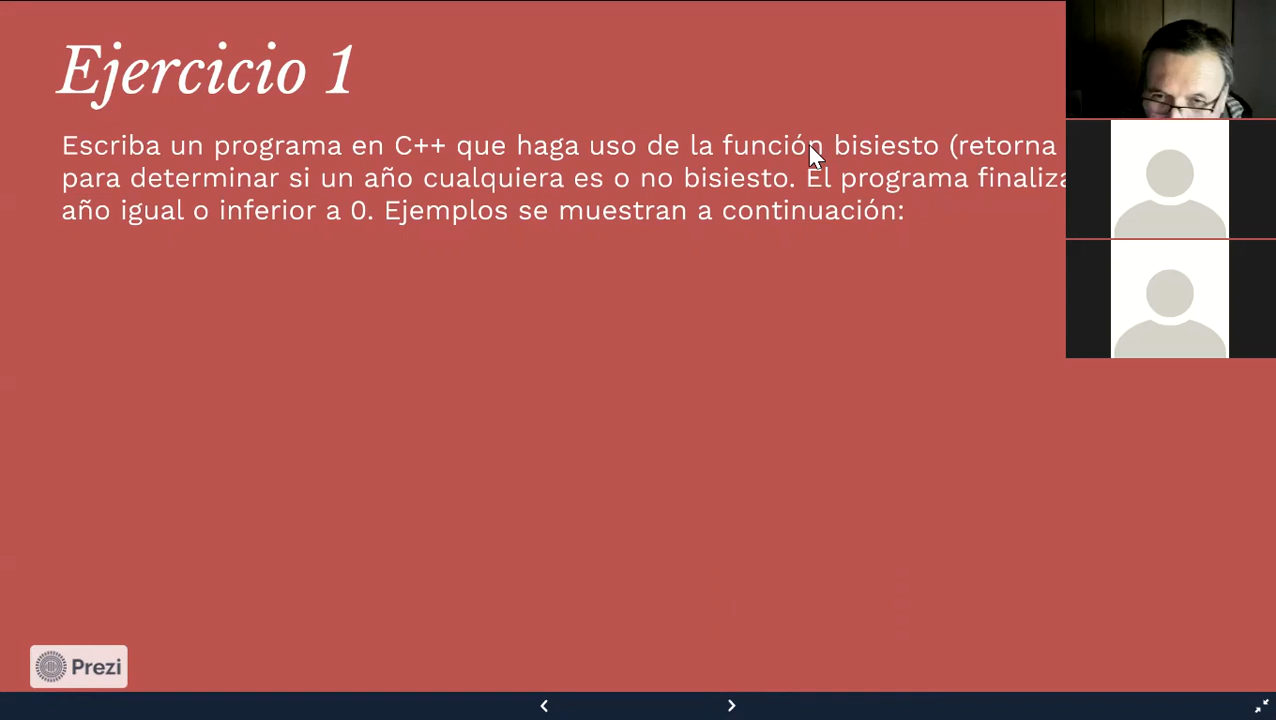 Ejercicio 1
Escriba un programa en C++ que haga uso de la función bisiesto (retorna
para determinar si un año cualquiera es o no bisiesto. El programa finaliza
año igual o inferior a 0. Ejemplos se muestran a continuación:
Prezi